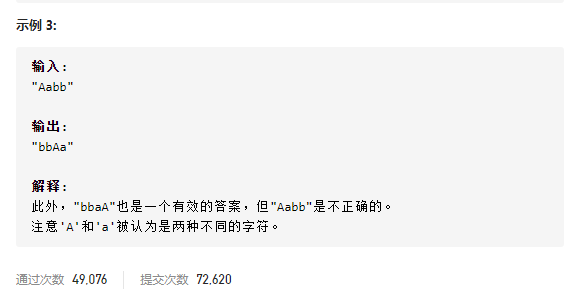 示例 3:
输入：
"Aabb"
输出：
"bbAa"
解释：
此外，"bbaA"也是一个有效的答案，但"Aabb"是不正确的。
注意'A'和'a'被认为是两种不同的字符。
通过次数 49,076 提交次数 72,620